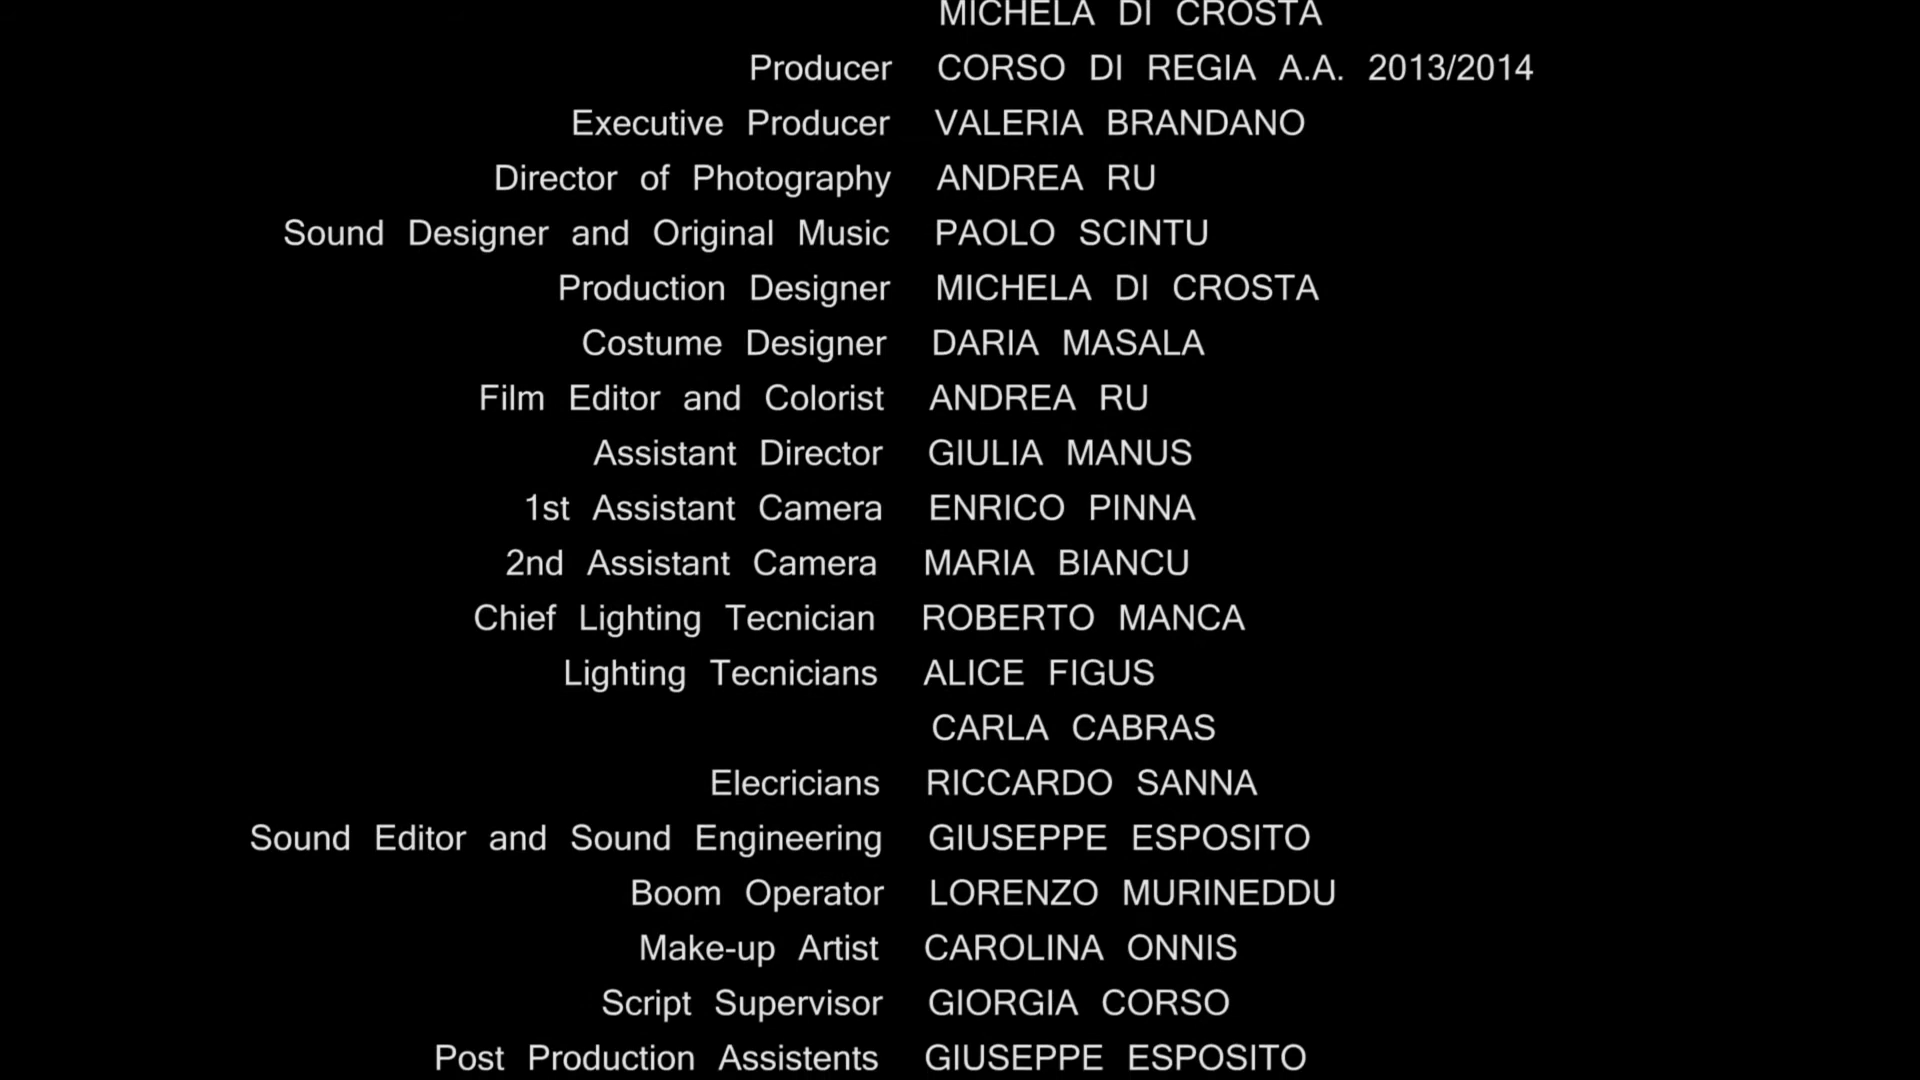 MICHELA DI CROSTA
Producer CORSO DI REGIA A.A. 2013/2014
Executive Producer VALERIA BRANDANO
Director of Photography ANDREA RU
Sound Designer and Original Music PAOLO SCINTU
Production Designer MICHELA DI CROSTA
Costume Designer DARIA MASALA
Film Editor and Colorist ANDREA RU
Assistant Director GIULIA MANUS
1st Assistant Camera ENRICO PINNA
2nd Assistant Camera MARIA BIANCU
Chief Lighting Tecnician ROBERTO MANCA
Lighting Tecnicians ALICE FIGUS
CARLA CABRAS
Elecricians RICCARDO SANNA
Sound Editor and Sound Engineering GIUSEPPE ESPOSITO
Boom Operator LORENZO MURINEDDU
Make-up Artist CAROLINA ONNIS
Script Supervisor GIORGIA CORSO
Post Production Assistents GIUSEPPE ESPOSITO